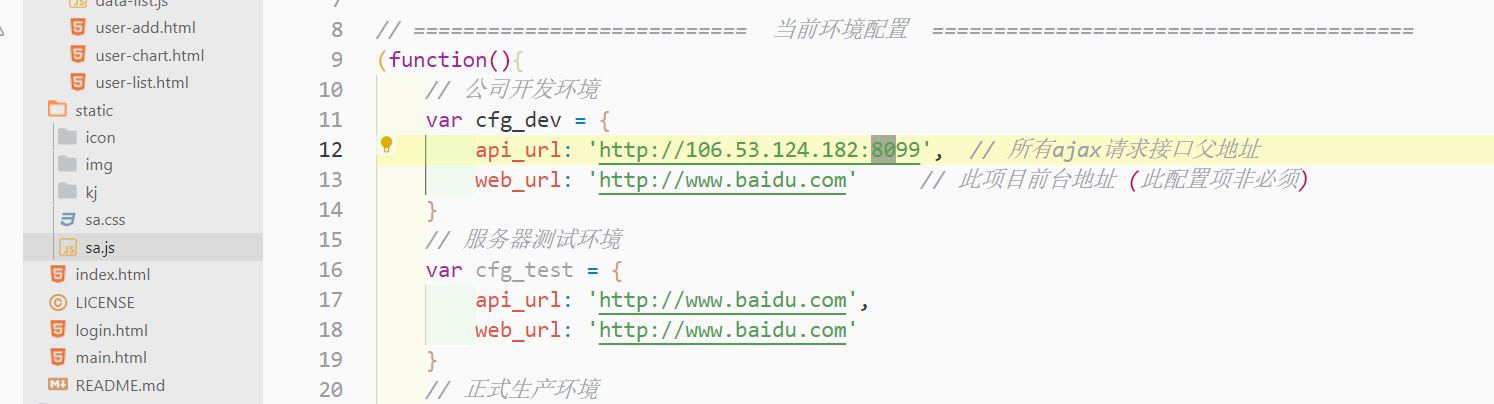 data-list.js
user-add.html
user-chart.html
user-list.html
static
icon
img
kj
sa.css
JS sa.js
index.html
LICENSE
login.html
main.html
README.md
8 // =========================== 当前环境配置 =======================================
9 (function(){
10 // 公司开发环境
11 var cfg_dev = {
12 api_url: 'http://106.53.124.182:8099', // 所有ajax请求接口父地址
13 web_url: 'http://www.baidu.com' // 此项目前台地址 (此配置项非必须)
14 }
15 // 服务器测试环境
16 var cfg_test = {
17 api_url: 'http://www.baidu.com',
18 web_url: 'http://www.baidu.com'
19 }
20 // 正式生产环境